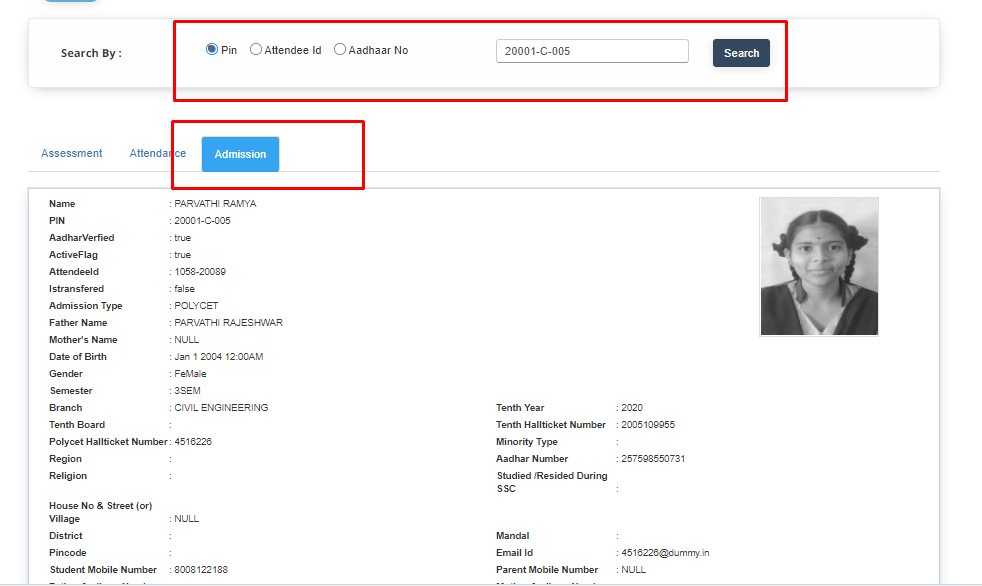 Search By :
Pin Attendee Id Aadhaar No 20001-C-005 Search
Assessment Attendance Admission
Name : PARVATHI RAMYA
PIN : 20001-C-005
AadharVerfied : true
ActiveFlag : true
AttendeeId : 1058-20089
Istransfered : false
Admission Type : POLYCET
Father Name : PARVATHI RAJESHWAR
Mother's Name : NULL
Date of Birth : Jan 1 2004 12:00AM
Gender : FeMale
Semester : 3SEM
Branch : CIVIL ENGINEERING Tenth Year : 2020
Tenth Board : Tenth Hallticket Number : 2005109955
Polycet Hallticket Number : 4516226 Minority Type :
Region : Aadhar Number : 257598550731
Religion : Studied /Resided During
SSC :
House No & Street (or)
Village : NULL
District : Mandal :
Pincode : Email Id : 4516226@dummy.in
Student Mobile Number : 8008122188 Parent Mobile Number : NULL